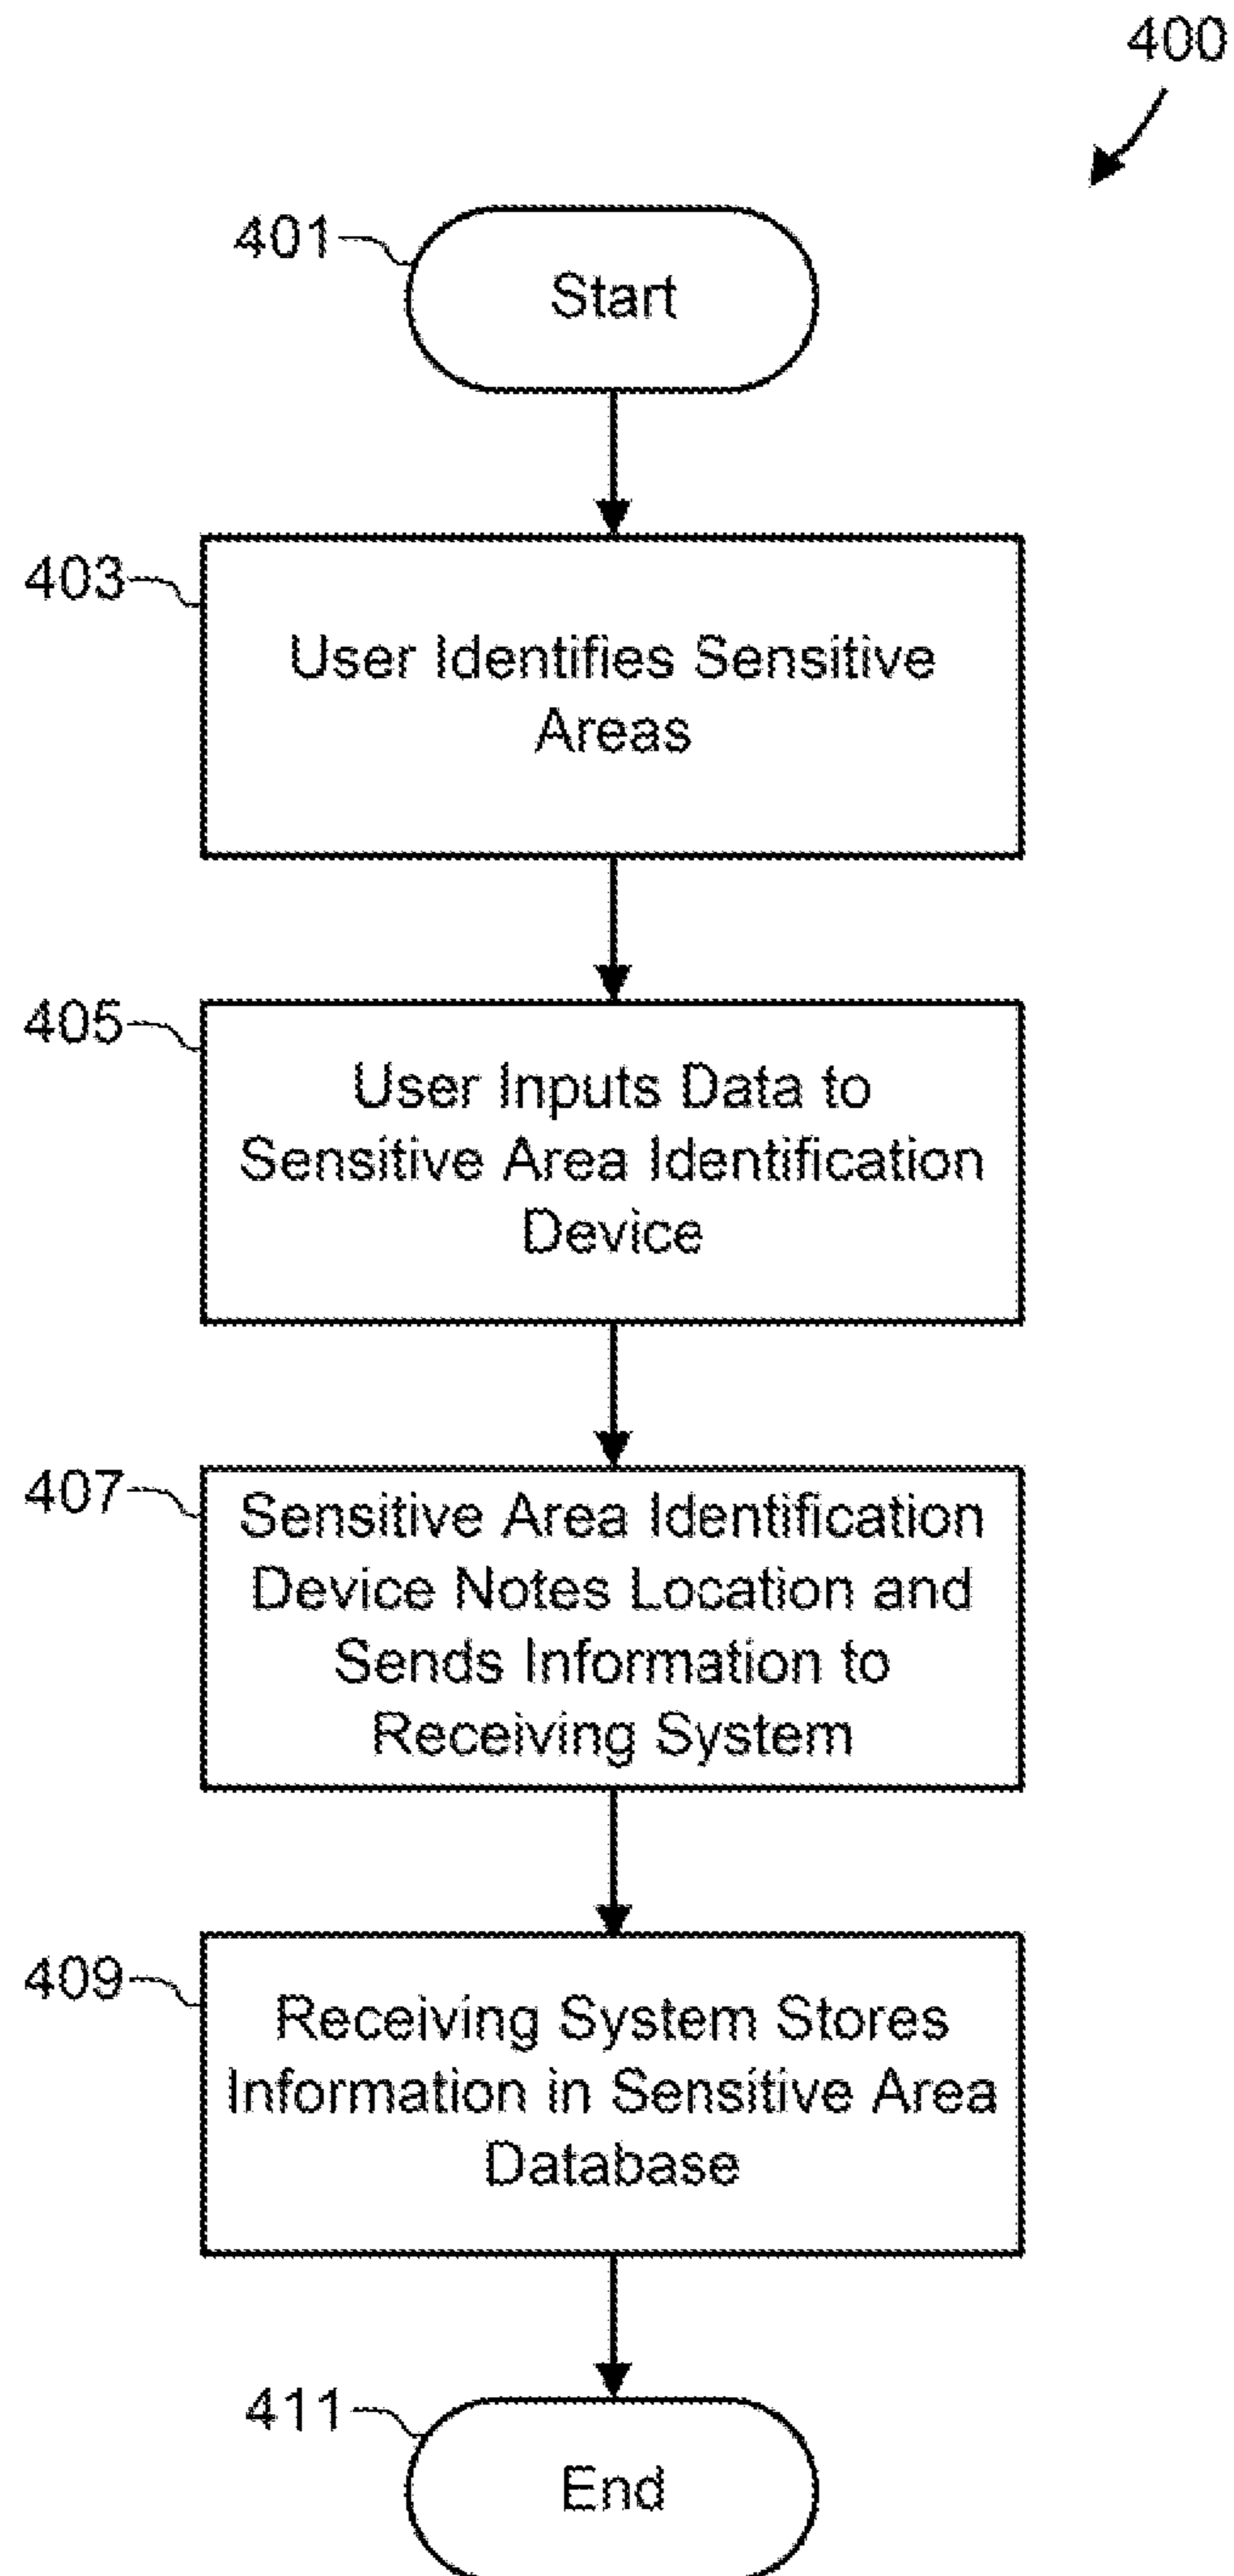 400
401
Start
403
User Identifies Sensitive
Areas
405
User Inputs Data to
Sensitive Area Identification
Device
407
Sensitive Area Identification
Device Notes Location and
Sends Information to
Receiving System
409
Receiving System Stores
Information in Sensitive Area
Database
411
End